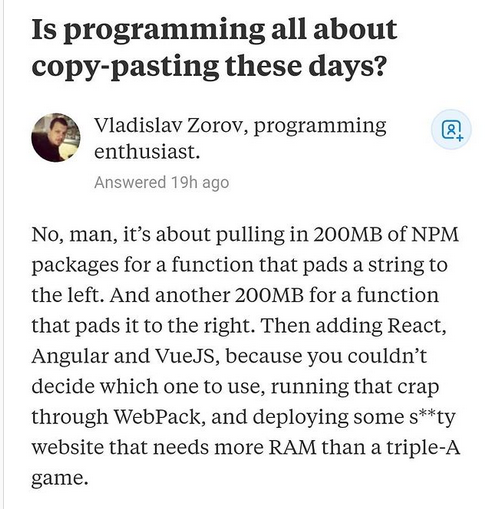 Is programming all about
copy-pasting these days?
Vladislav Zorov, programming
enthusiast.
Answered 19h ago
No, man, it’s about pulling in 200MB of NPM
packages for a function that pads a string to
the left. And another 200MB for a function
that pads it to the right. Then adding React,
Angular and VueJS, because you couldn’t
decide which one to use, running that crap
through WebPack, and deploying some s**ty
website that needs more RAM than a triple-A
game.